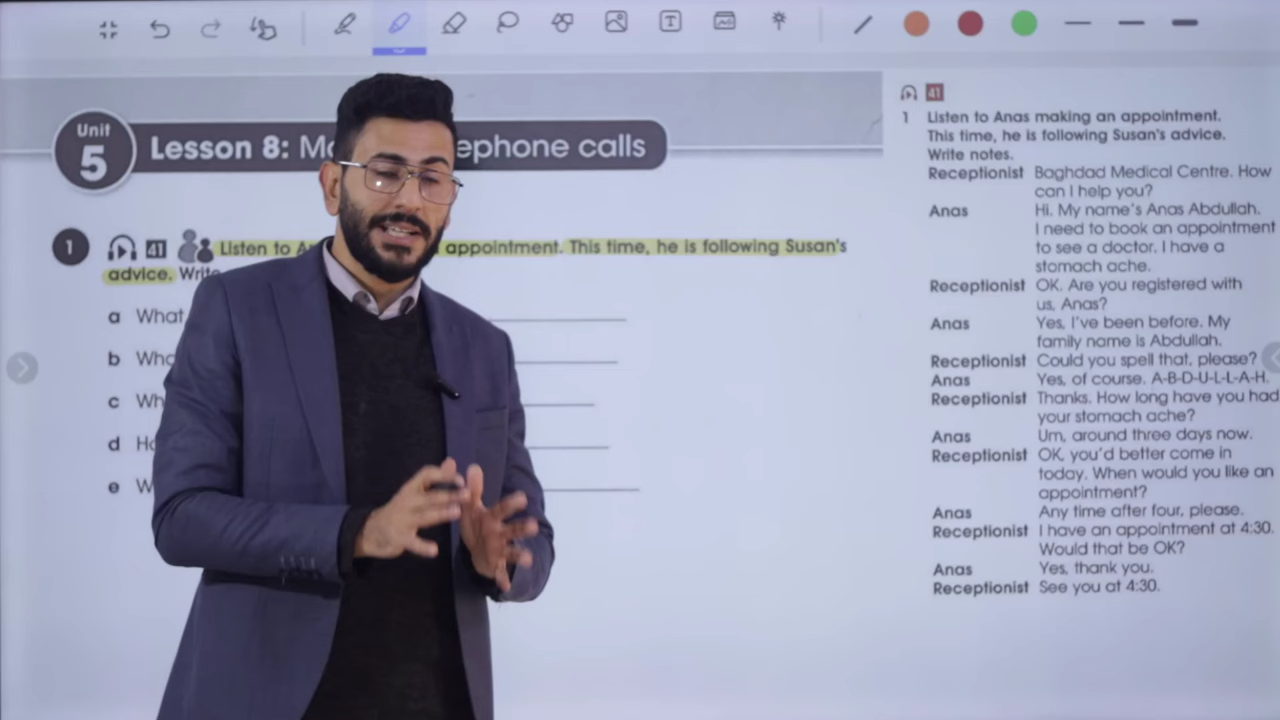 Unit
5
Lesson 8: Mo ephone calls
1 41 Listen to An appointment. This time, he is following Susan's
advice. Write
a What
b Wha
c Wh
d Ho
e W
T
41
1 Listen to Anas making an appointment.
This time, he is following Susan's advice.
Write notes.
Receptionist Baghdad Medical Centre. How
can I help you?
Anas Hi. My name's Anas Abdullah.
I need to book an appointment
to see a doctor. I have a
stomach ache.
Receptionist OK. Are you registered with
us, Anas?
Anas Yes, I've been before. My
family name is Abdullah.
Receptionist Could you spell that, please?
Anas Yes, of course. A-B-D-U-L-L-A-H.
Receptionist Thanks. How long have you had
your stomach ache?
Anas Um, around three days now.
Receptionist OK, you'd better come in
today. When would you like an
appointment?
Anas Any time after four, please.
Receptionist I have an appointment at 4:30.
Would that be OK?
Anas Yes, thank you.
Receptionist See you at 4:30.